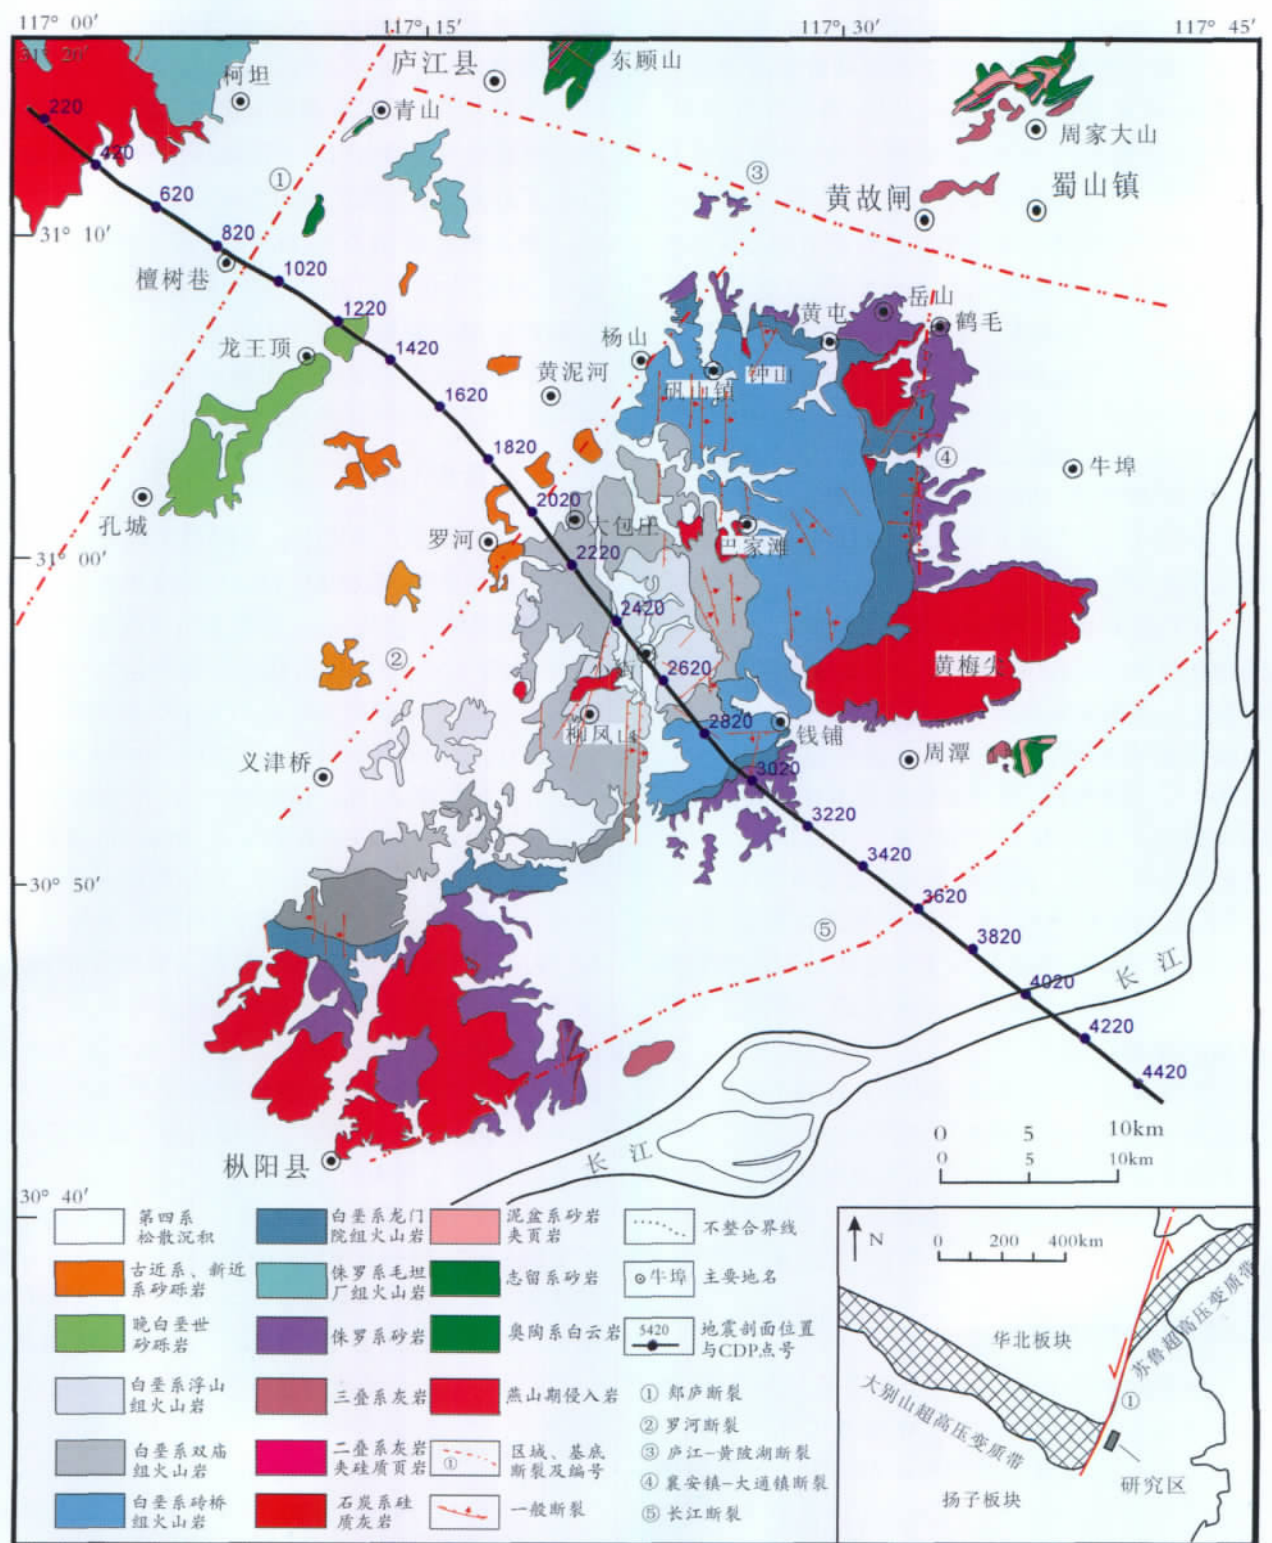 117° 00′
117° 15′
117° 30′
117° 45′
31° 20′
柯坦
庐江县
东顾山
青山
周家大山
220
420
①
③
620
黄故闸
蜀山镇
31° 10′
820
檀树巷
1020
1220
岳山
黄屯
鹤毛
龙王顶
1420
杨山
钟山
黄泥河
矾山镇
1620
1820
④
牛埠
孔城
2020
大包庄
罗河
巴家滩
31° 00′
2220
2420
②
2620
黄梅尖
柳凤山
2820
钱铺
周潭
义津桥
3020
3220
3420
30° 50′
3620
⑤
3820
4020
长江
4220
4420
长江
枞阳县
0 5 10km
0 5 10km
30° 40′
第四系
松散沉积
古近系、新近
系砂砾岩
晚白垩世
砂砾岩
白垩系浮山
组火山岩
白垩系双庙
组火山岩
白垩系砖桥
组火山岩
白垩系龙门
院组火山岩
侏罗系毛坦
厂组火山岩
侏罗系砂岩
三叠系灰岩
二叠系灰岩
夹硅质页岩
石炭系硅
质灰岩
泥盆系砂岩
夹页岩
志留系砂岩
奥陶系白云岩
燕山期侵入岩
①
区域、基底
断裂及编号
一般断裂
不整合界线
牛埠
主要地名
5420
地震剖面位置
与CDP点号
① 郯庐断裂
② 罗河断裂
③ 庐江-黄陂湖断裂
④ 襄安镇-大通镇断裂
⑤ 长江断裂
N
0 200 400km
华北板块
苏鲁超高压变质带
大别山超高压变质带
①
研究区
扬子板块